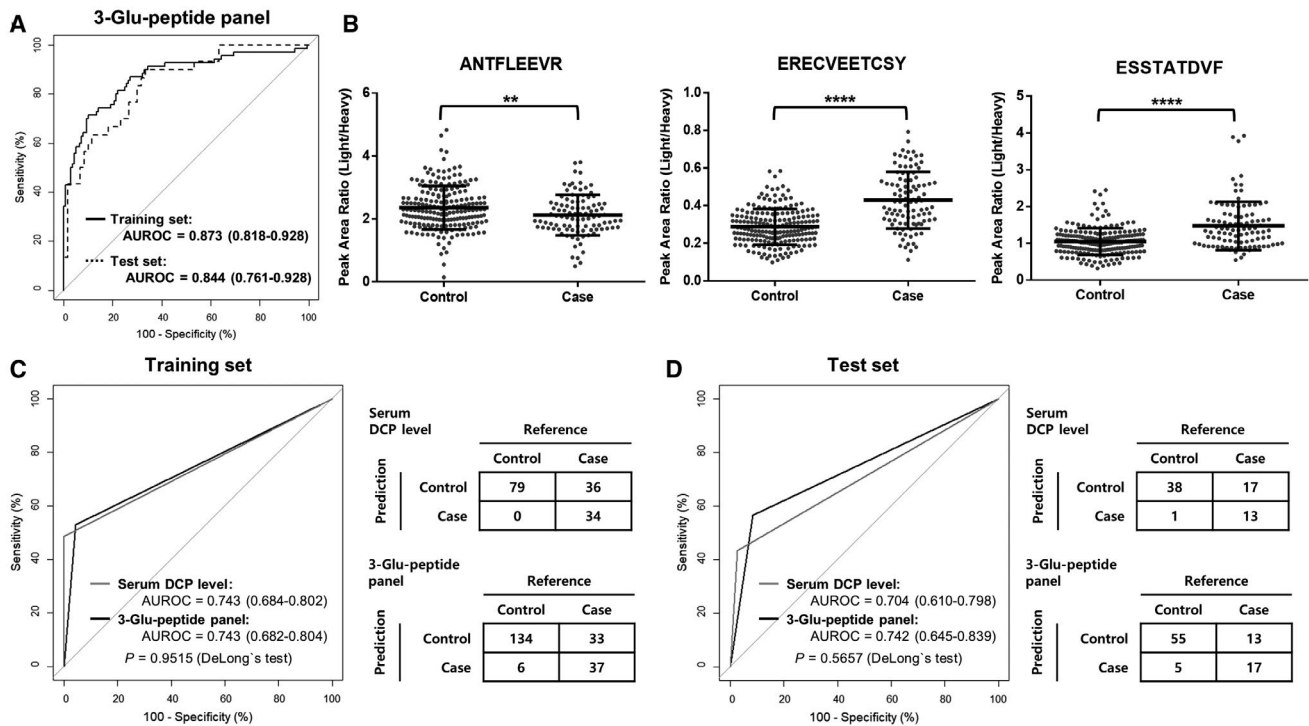 A
3-Glu-peptide panel
Sensitivity (%)
100
80
60
40
20
0
Training set:
AUROC = 0.873 (0.818-0.928)
Test set:
AUROC = 0.844 (0.761-0.928)
0 20 40 60 80 100
100 - Specificity (%)
B
ANTFLEEVR
**
Peak Area Ratio (Light/Heavy)
6
4
2
0
Control Case
ERECVEETCSY
****
Peak Area Ratio (Light/Heavy)
1.0
0.8
0.6
0.4
0.2
0.0
Control Case
ESSTATDVF
****
Peak Area Ratio (Light/Heavy)
5
4
3
2
1
0
Control Case
C
Training set
Sensitivity (%)
100
80
60
40
20
0
Serum DCP level:
AUROC = 0.743 (0.684-0.802)
3-Glu-peptide panel:
AUROC = 0.743 (0.682-0.804)
P = 0.9515 (DeLong`s test)
0 20 40 60 80 100
100 - Specificity (%)
Serum
DCP level
Reference
Control Case
Prediction
Control 79 36
Case 0 34
3-Glu-peptide
panel
Reference
Control Case
Prediction
Control 134 33
Case 6 37
D
Test set
Sensitivity (%)
100
80
60
40
20
0
Serum DCP level:
AUROC = 0.704 (0.610-0.798)
3-Glu-peptide panel:
AUROC = 0.742 (0.645-0.839)
P = 0.5657 (DeLong`s test)
0 20 40 60 80 100
100 - Specificity (%)
Serum
DCP level
Reference
Control Case
Prediction
Control 38 17
Case 1 13
3-Glu-peptide
panel
Reference
Control Case
Prediction
Control 55 13
Case 5 17